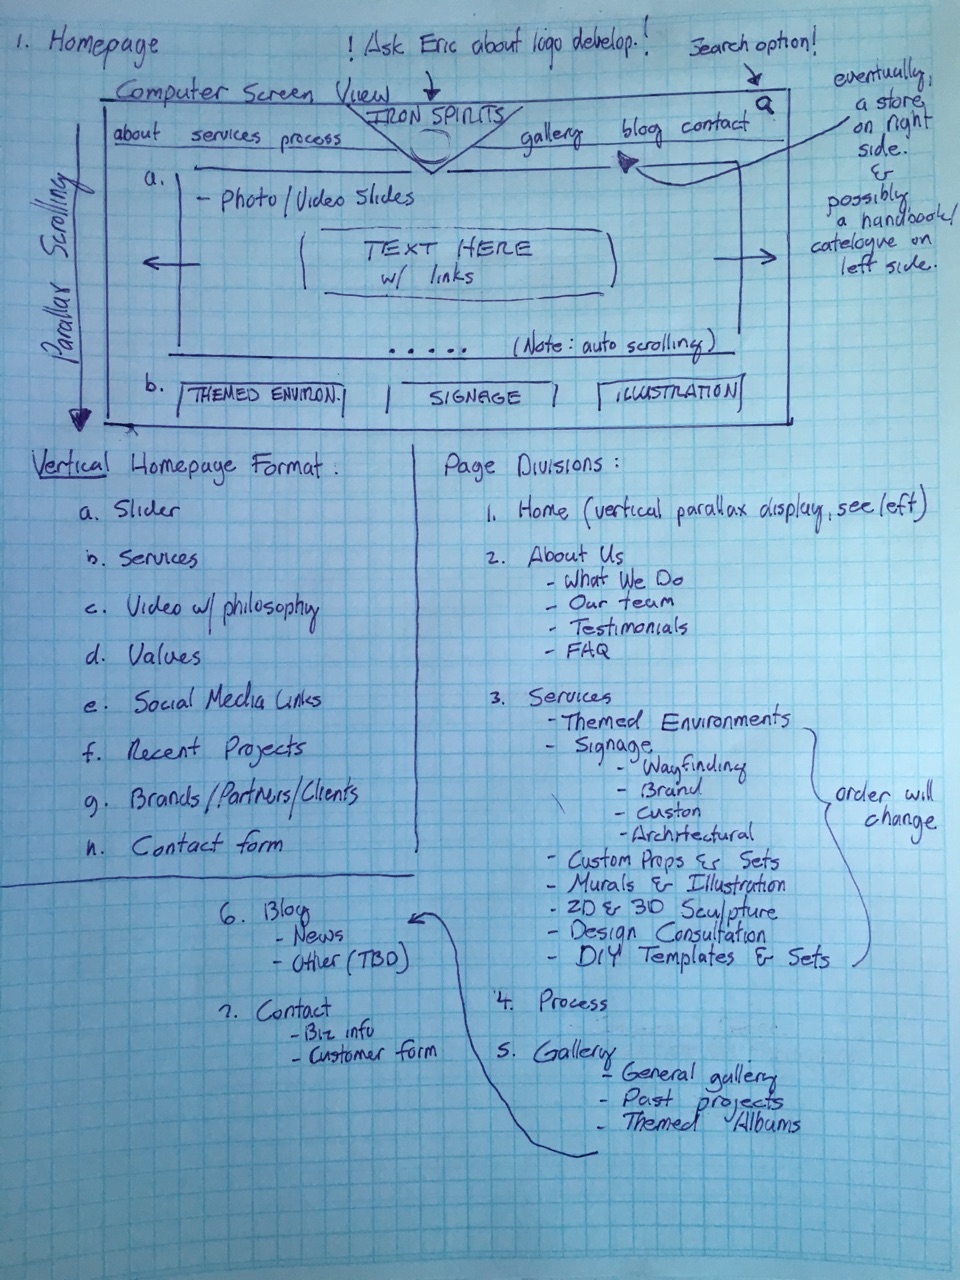 1. Homepage
! Ask Eric about logo develop.!
Search option!
Computer Screen View
IRON SPIRITS
about services process
gallery blog contact
eventually,
a store
on right
side.
&
possibly
a handbook/
catelogue on
left side.
Parallax Scrolling
a.
- Photo/Video Slides
TEXT HERE
w/ links
(Note: auto scrolling)
b. THEMED ENVIRON. SIGNAGE ILLUSTRATION
Vertical Homepage Format:
a. Slider
b. Services
c. Video w/ philosophy
d. Values
e. Social Media Links
f. Recent Projects
g. Brands/Partners/Clients
h. Contact form
Page Divisions:
1. Home (vertical parallax display, see left)
2. About Us
- What We Do
- Our team
- Testimonials
- FAQ
3. Services
- Themed Environments
- Signage
- Wayfinding
- Brand
- Custon
- Architectural
- Custom Props & Sets
- Murals & Illustration
- 2D & 3D Sculpture
- Design Consultation
- DIY Templates & Sets
order will
change
4. Process
5. Gallery
- General gallery
- Past projects
- Themed Albums
6. Blog
- News
- Other (TBD)
7. Contact
- Biz info
- Customer form